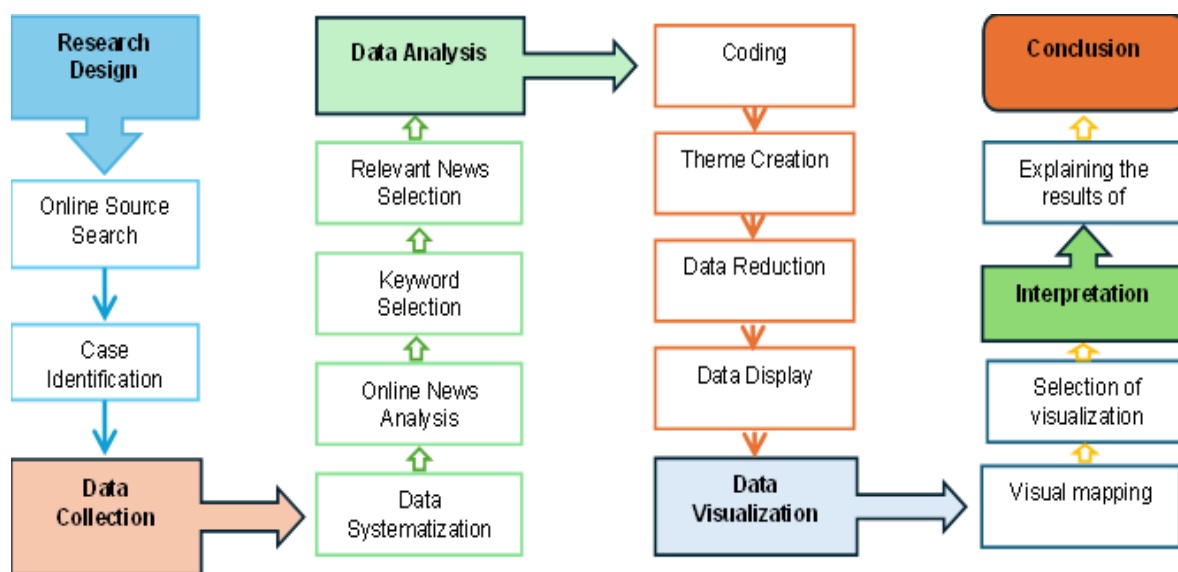 Research
Design
Online Source
Search
Case
Identification
Data
Collection
Data Analysis
Relevant News
Selection
Keyword
Selection
Online News
Analysis
Data
Systematization
Coding
Theme Creation
Data Reduction
Data Display
Data
Visualization
Conclusion
Explaining the
results of
Interpretation
Selection of
visualization
Visual mapping